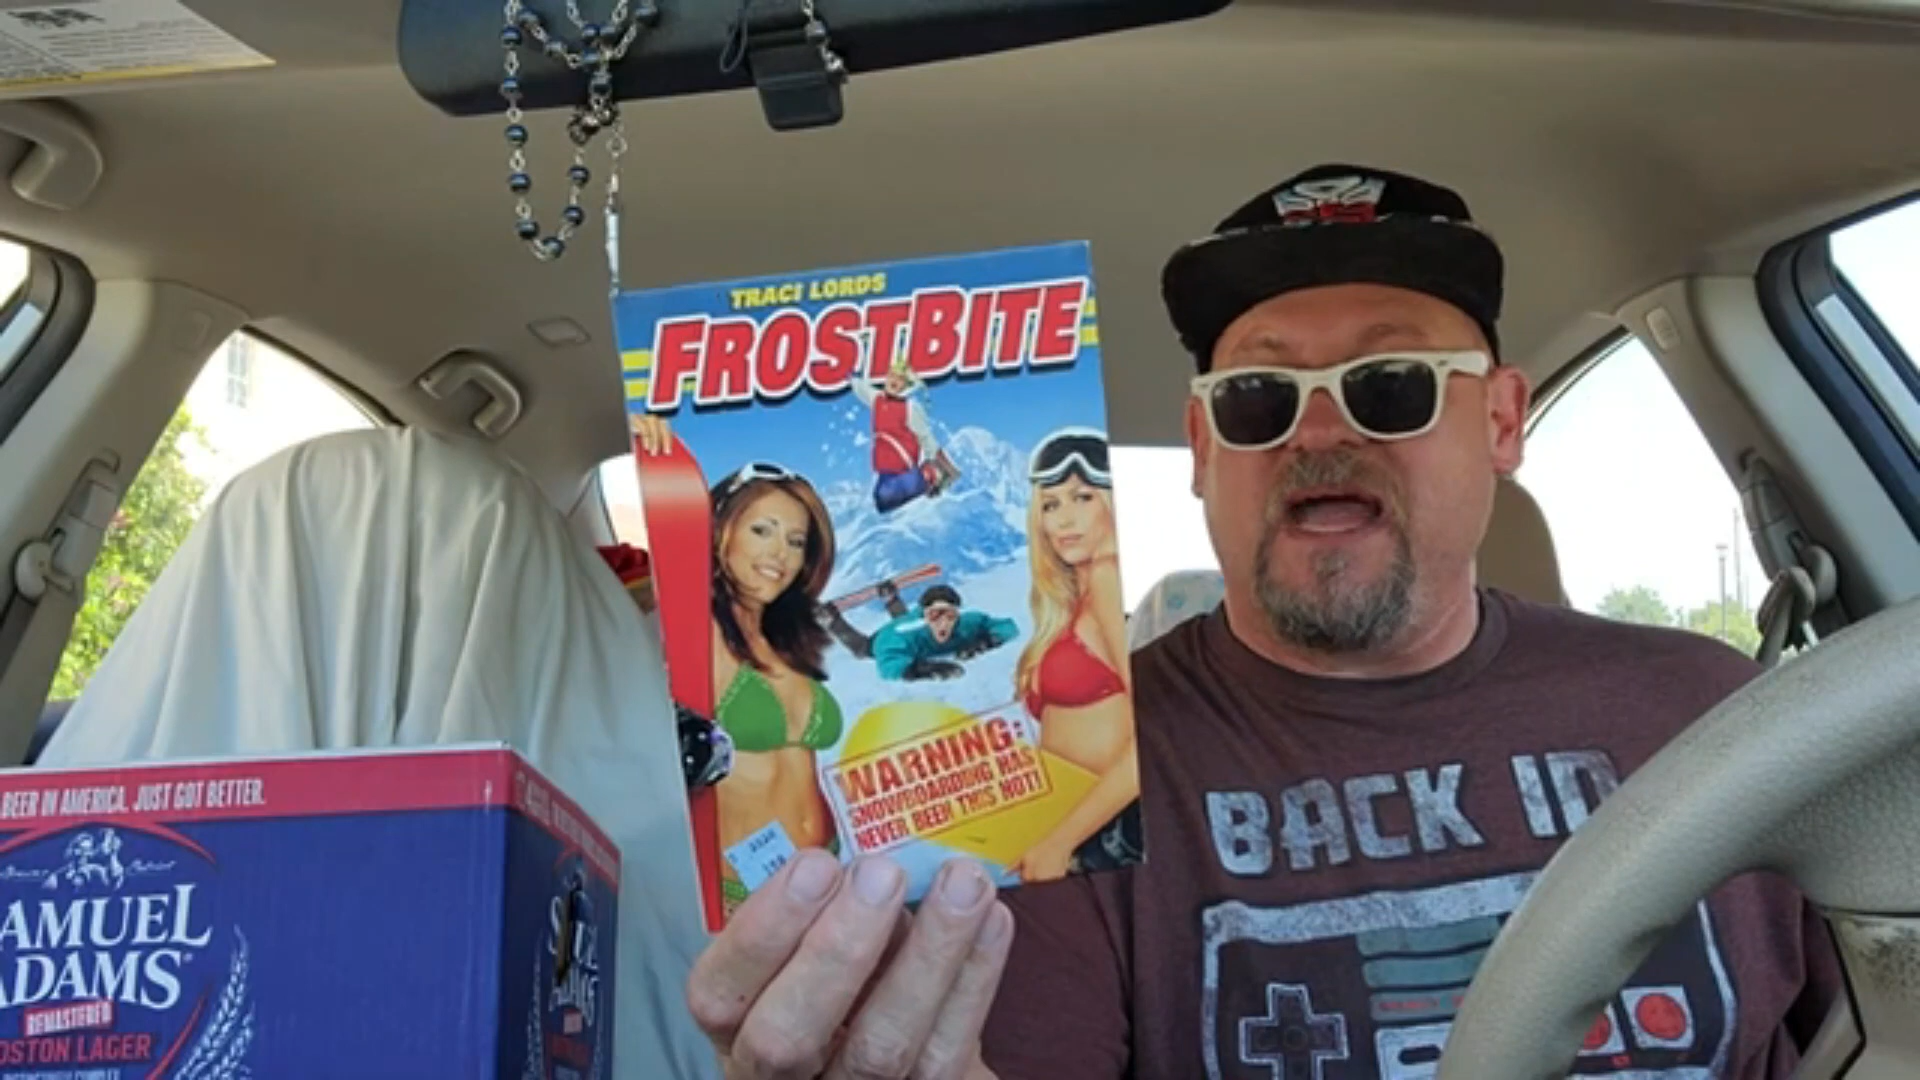 TRACI LORDS
FROSTBITE
WARNING:
SNOWBOARDING HAS
NEVER BEEN THIS HOT!
BEER IN AMERICA. JUST GOT BETTER.
AMUEL
ADAMS
REMASTERED
OSTON LAGER
BACK IN